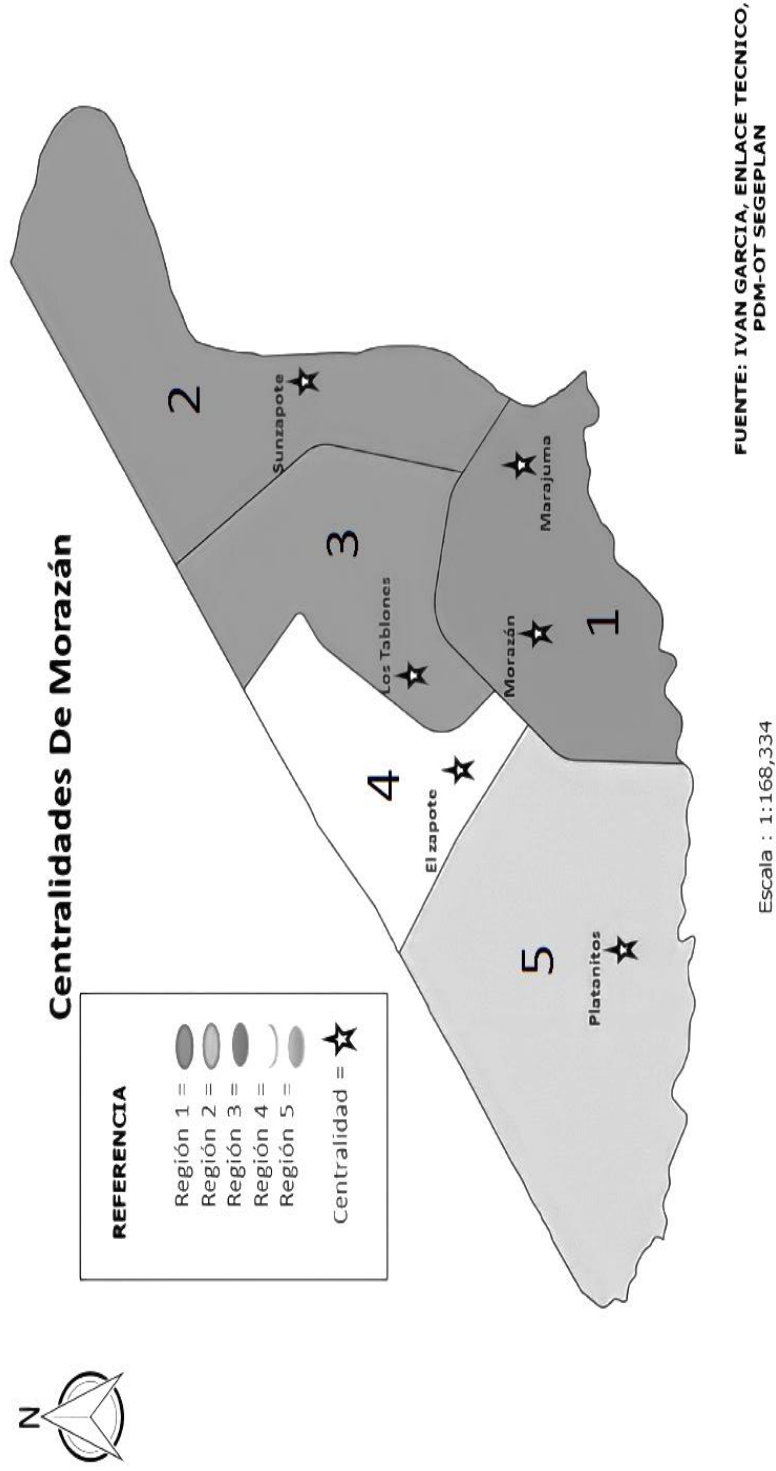 Centralidades De Morazán
N
REFERENCIA
Región 1 =
Región 2 =
Región 3 =
Región 4 =
Región 5 =
Centralidad =
2
Sunzapote
3
Los Tablones
4
El zapote
Marajuma
Morazán
1
5
Platanitos
Escala : 1:168,334
FUENTE: IVAN GARCIA, ENLACE TECNICO,
PDM-OT SEGEPLAN